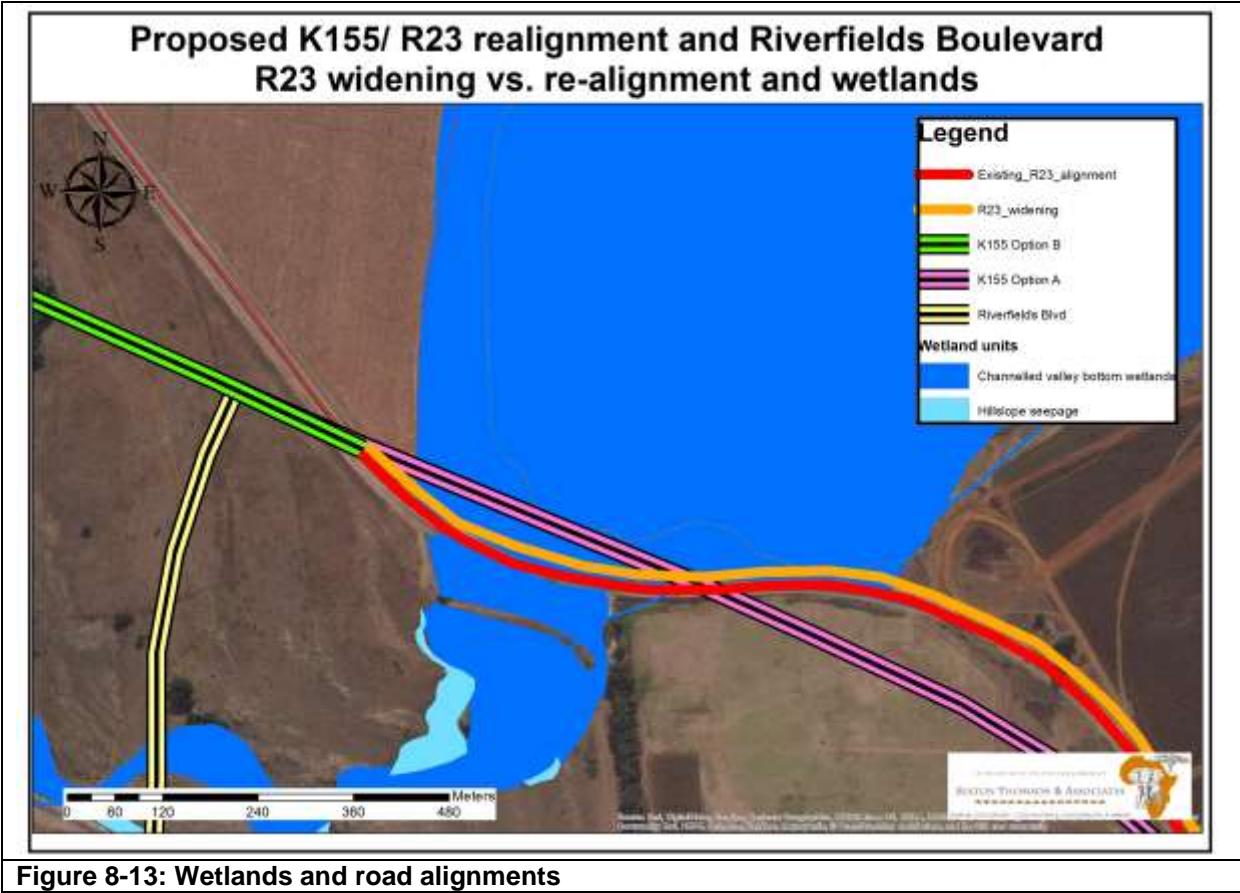 Proposed K155/ R23 realignment and Riverfields Boulevard
R23 widening vs. re-alignment and wetlands
N
W
E
S
Legend
Existing_R23_alignment
R23_widening
K155 Option B
K155 Option A
Riverfields Blvd
Wetland units
Channelled valley bottom wetlands
Hillslope seepage
Meters
0 60 120 240 360 480
Figure 8-13: Wetlands and road alignments